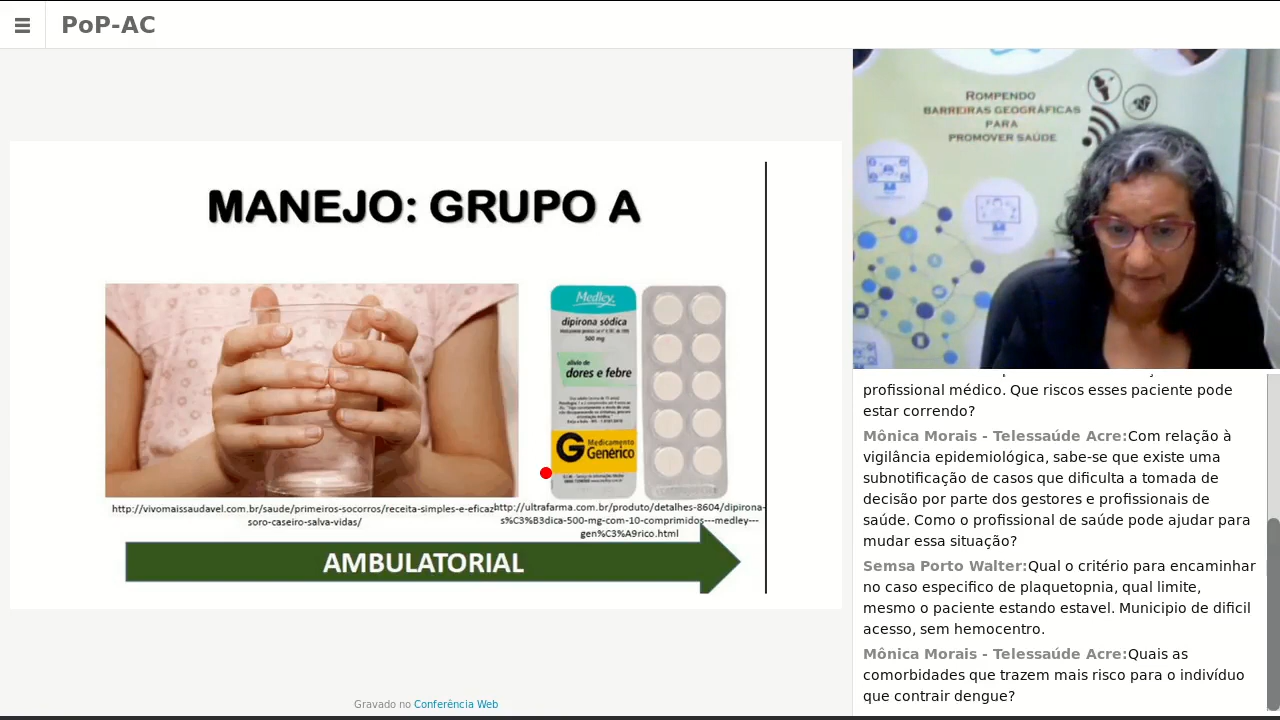 PoP-AC
MANEJO: GRUPO A
Medley
dipirona sódica
500 mg
alívio de
dores e febre
G Medicamento
Genérico
http://vivomaissaudavel.com.br/saude/primeiros-socorros/receita-simples-e-eficaz
soro-caseiro-salva-vidas/
http://ultrafarma.com.br/produto/detalhes-8604/dipirona-
s%C3%B3dica-500-mg-com-10-comprimidos---medley---
gen%C3%A9rico.html
AMBULATORIAL
Gravado no Conferência Web
ROMPENDO
BARREIRAS GEOGRÁFICAS
PARA
PROMOVER SAÚDE
profissional médico. Que riscos esses paciente pode
estar correndo?
Mônica Morais - Telessaúde Acre:Com relação à
vigilância epidemiológica, sabe-se que existe uma
subnotificação de casos que dificulta a tomada de
decisão por parte dos gestores e profissionais de
saúde. Como o profissional de saúde pode ajudar para
mudar essa situação?
Semsa Porto Walter:Qual o critério para encaminhar
no caso especifico de plaquetopnia, qual limite,
mesmo o paciente estando estavel. Municipio de dificil
acesso, sem hemocentro.
Mônica Morais - Telessaúde Acre:Quais as
comorbidades que trazem mais risco para o indivíduo
que contrair dengue?